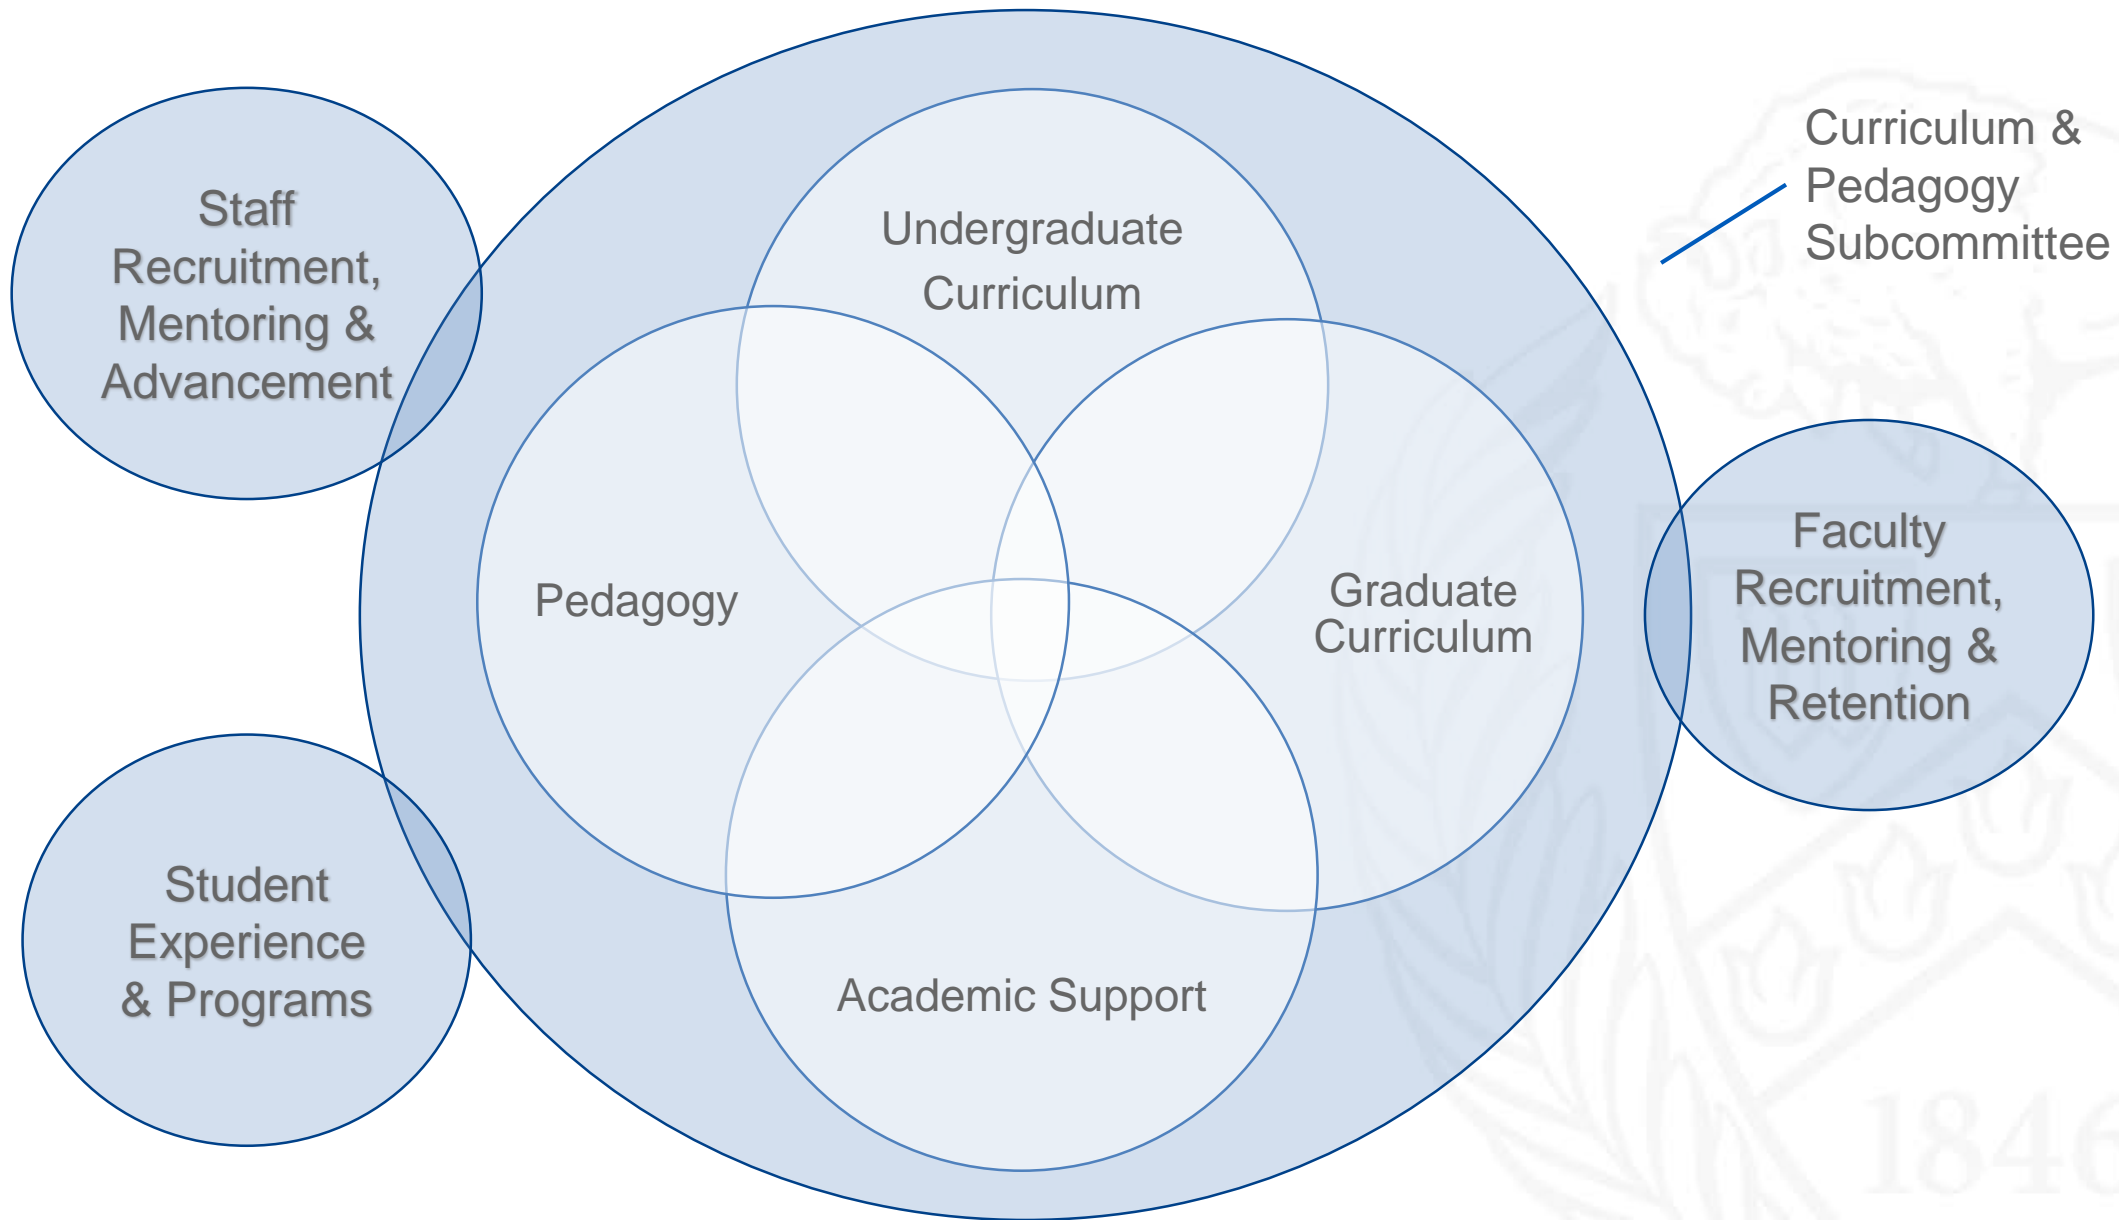 Staff
Recruitment,
Mentoring &
Advancement
Undergraduate
Curriculum
Curriculum &
Pedagogy
Subcommittee
Pedagogy
Graduate
Curriculum
Faculty
Recruitment,
Mentoring &
Retention
Student
Experience
& Programs
Academic Support
1846